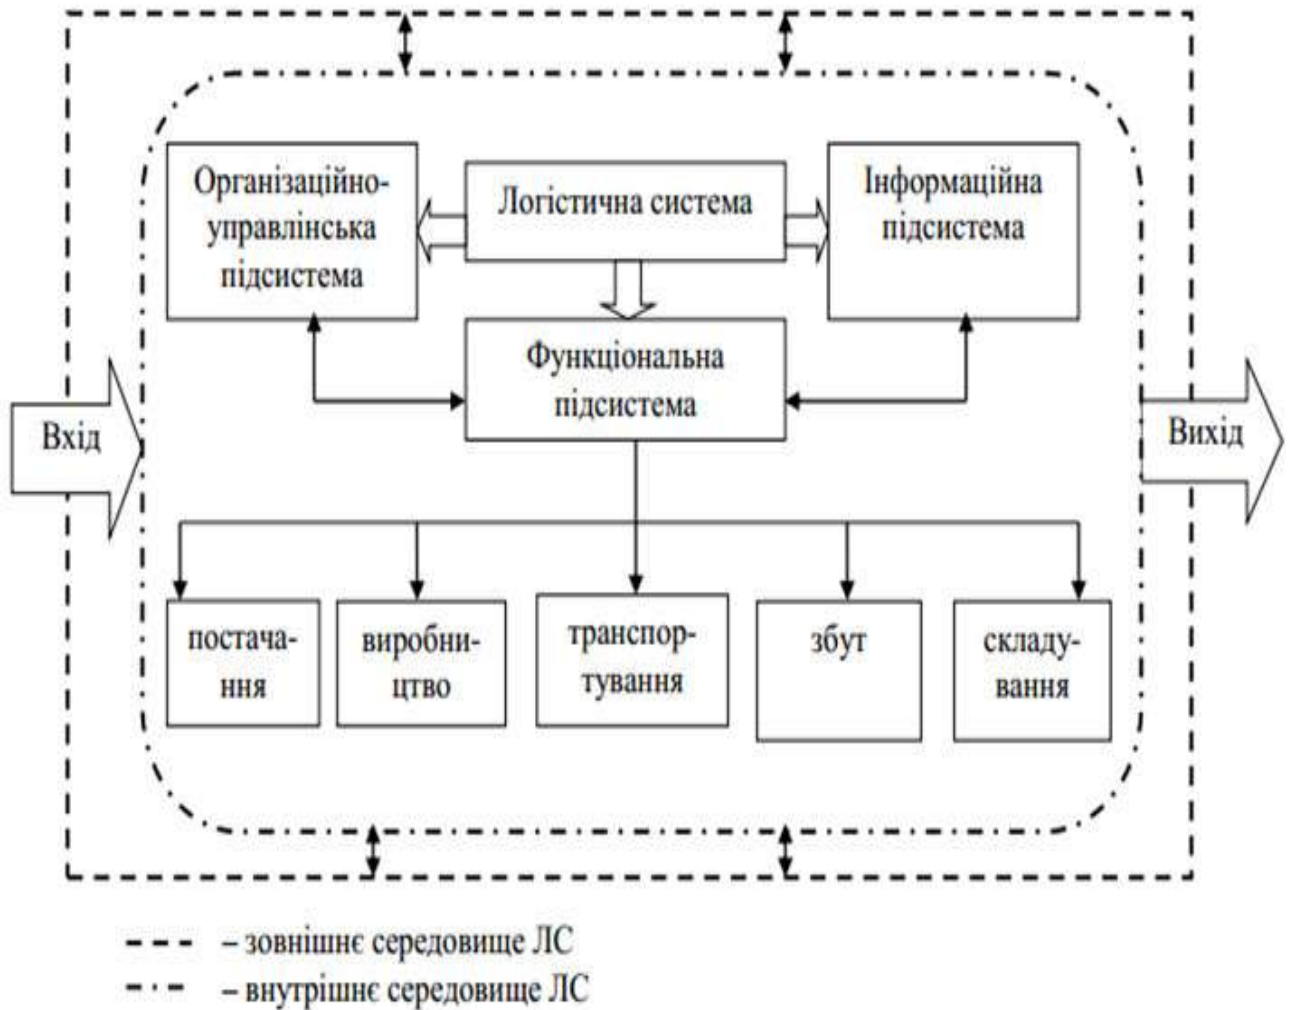 Організаційно-
управлінська
підсистема
Логістична система
Інформаційна
підсистема
Функціональна
підсистема
Вхід
Вихід
постача-
ння
виробни-
цтво
транспор-
тування
збут
складу-
вання
– зовнішнє середовище ЛС
– внутрішнє середовище ЛС